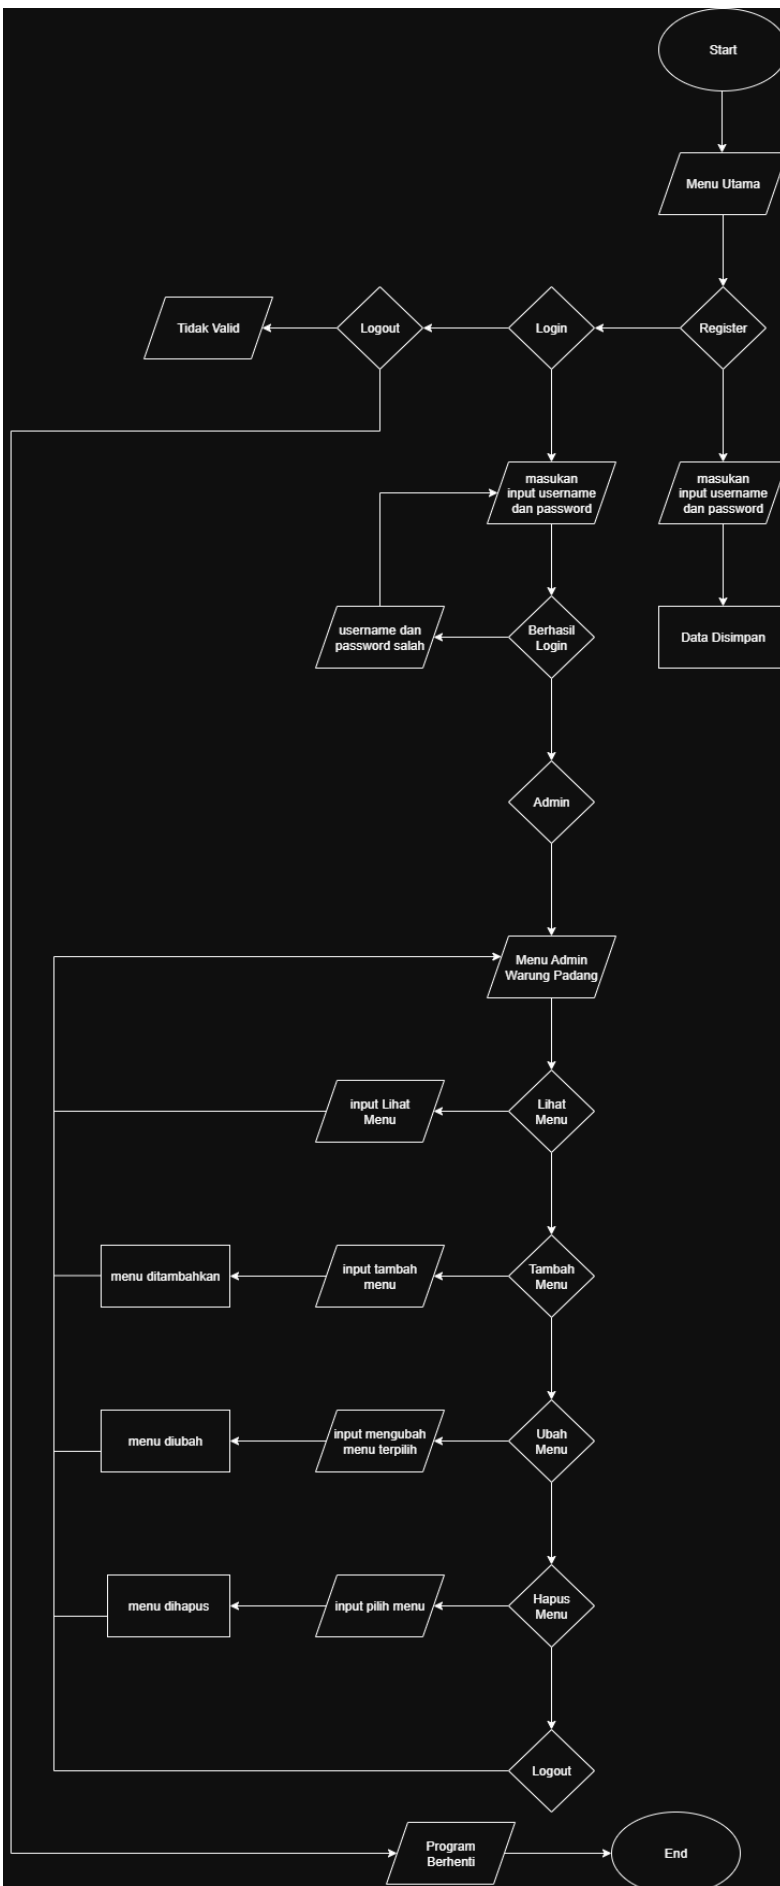 Start
Menu Utama
Tidak Valid
Logout
Login
Register
masukan
input username
dan password
masukan
input username
dan password
username dan
password salah
Berhasil
Login
Data Disimpan
Admin
Menu Admin
Warung Padang
input Lihat
Menu
Lihat
Menu
menu ditambahkan
input tambah
menu
Tambah
Menu
menu diubah
input mengubah
menu terpilih
Ubah
Menu
menu dihapus
input pilih menu
Hapus
Menu
Logout
Program
Berhenti
End